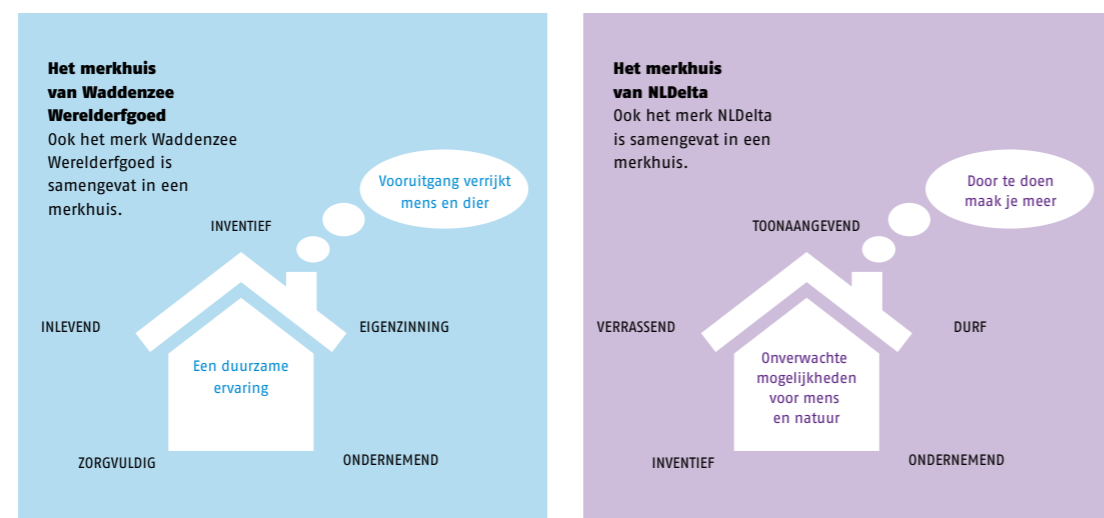 Het merkhuis
van Waddenzee
Werelderfgoed
Ook het merk Waddenzee
Werelderfgoed is
samengevat in een
merkhuis.
Vooruitgang verrijkt
mens en dier
INVENTIEF
INLEVEND
EIGENZINNING
Een duurzame
ervaring
ZORGVULDIG
ONDERNEMEND
Het merkhuis
van NLDelta
Ook het merk NLDelta
is samengevat in een
merkhuis.
Door te doen
maak je meer
TOONAANGEVEND
VERRASSEND
DURF
Onverwachte
mogelijkheden
voor mens
en natuur
INVENTIEF
ONDERNEMEND